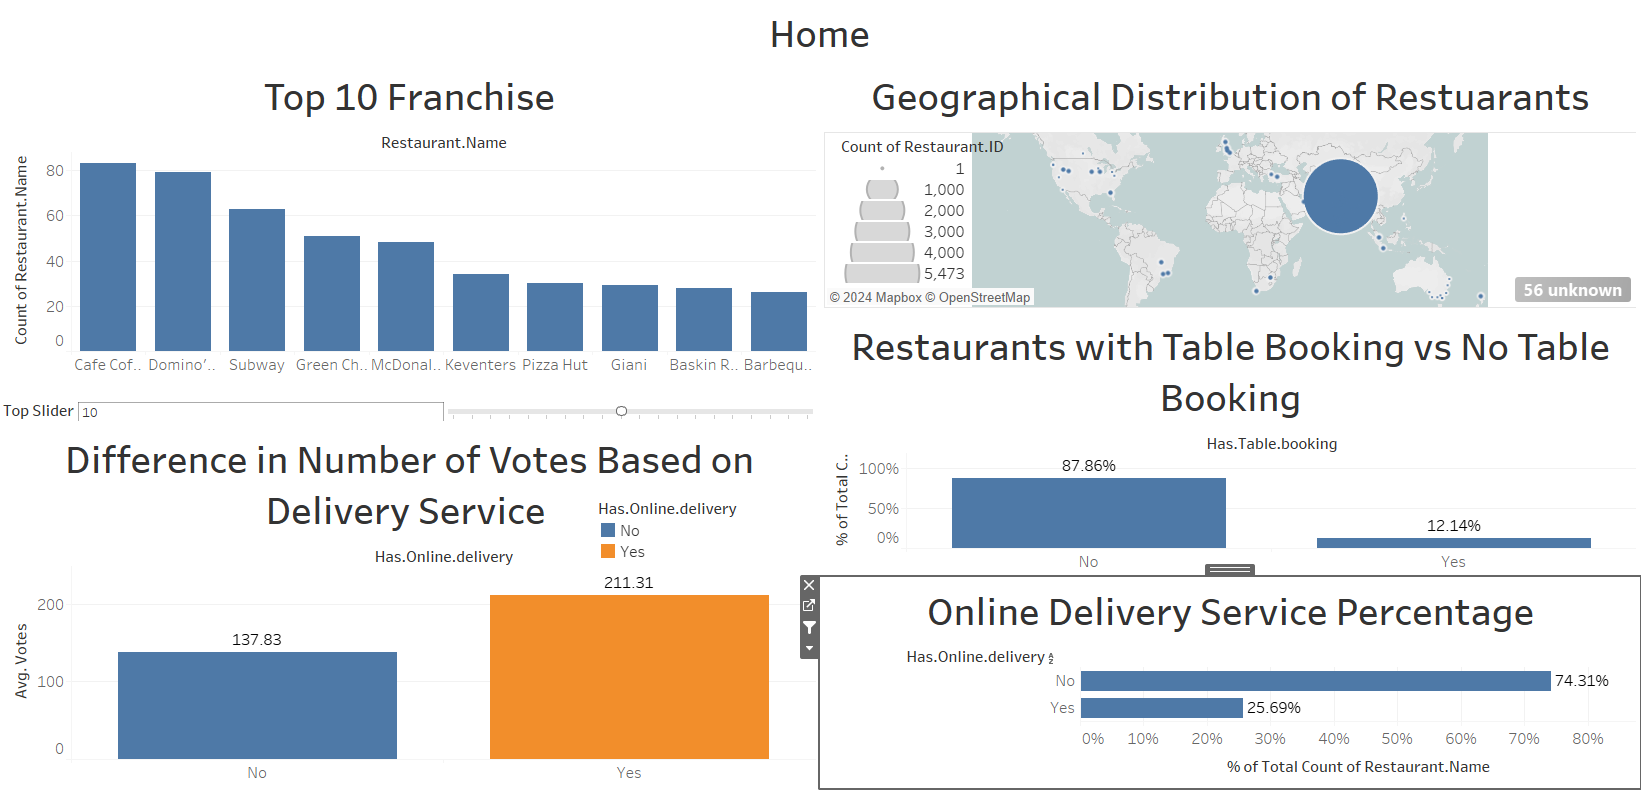 Home
Top 10 Franchise
Restaurant.Name
Count of Restaurant.Name
80
60
40
20
0
Cafe Cof.. Domino'.. Subway Green Ch.. McDonal.. Keventers Pizza Hut Giani Baskin R.. Barbequ..
Top Slider 10
Difference in Number of Votes Based on
Delivery Service
Has.Online.delivery
No
Yes
Has.Online.delivery
Avg. Votes
200
100
0
137.83
211.31
No Yes
Geographical Distribution of Restuarants
Count of Restaurant.ID
1
1,000
2,000
3,000
4,000
5,473
© 2024 Mapbox © OpenStreetMap
56 unknown
Restaurants with Table Booking vs No Table
Booking
Has.Table.booking
% of Total C..
100%
50%
0%
87.86%
12.14%
No Yes
Online Delivery Service Percentage
Has.Online.delivery
No 74.31%
Yes 25.69%
0% 10% 20% 30% 40% 50% 60% 70% 80%
% of Total Count of Restaurant.Name